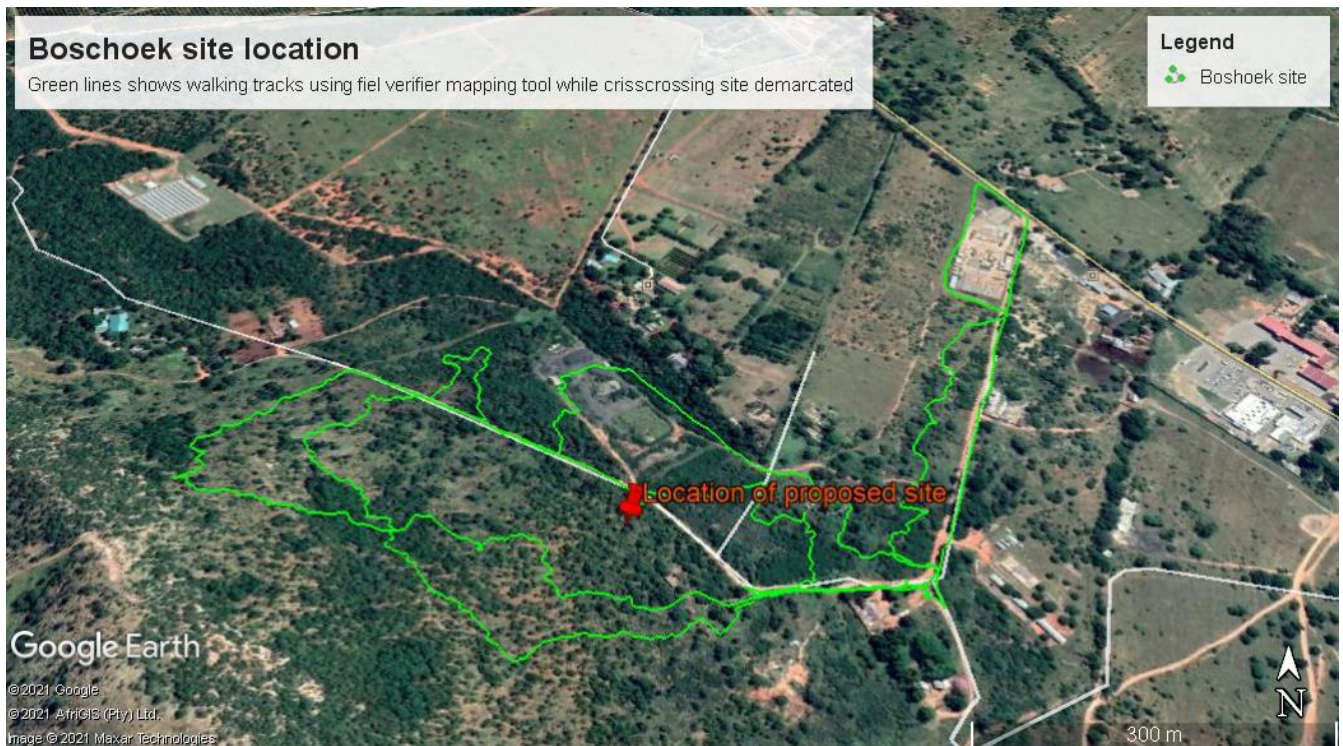 Boschoek site location
Green lines shows walking tracks using fiel verifier mapping tool while crisscrossing site demarcated
Legend
Boshoek site
Location of proposed site
Google Earth
©2021 Google
©2021 AfriGIS (Pty) Ltd.
Image © 2021 Maxar Technologies
N
300 m